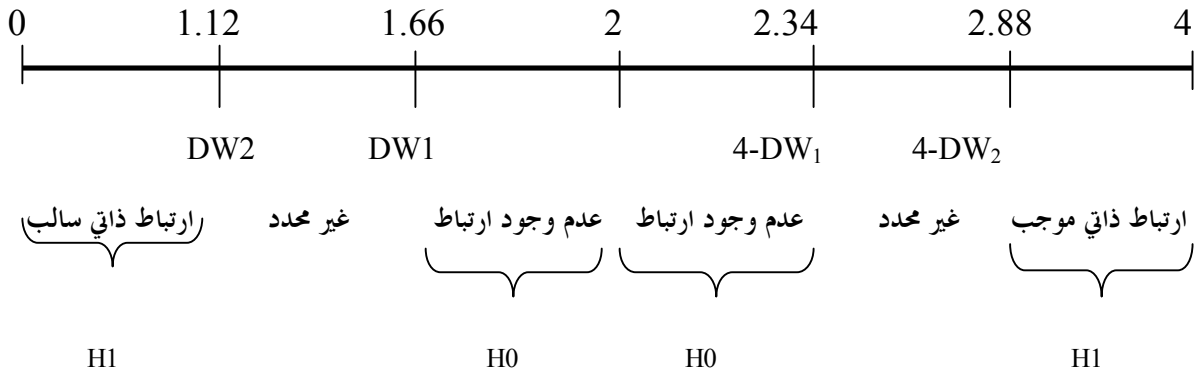 0 1.12 1.66 2 2.34 2.88 4
DW2 DW1 4-DW₁ 4-DW₂
ارتباط ذاتي سالب غير محدد عدم وجود ارتباط عدم وجود ارتباط غير محدد ارتباط ذاتي موجب
H1 H0 H0 H1